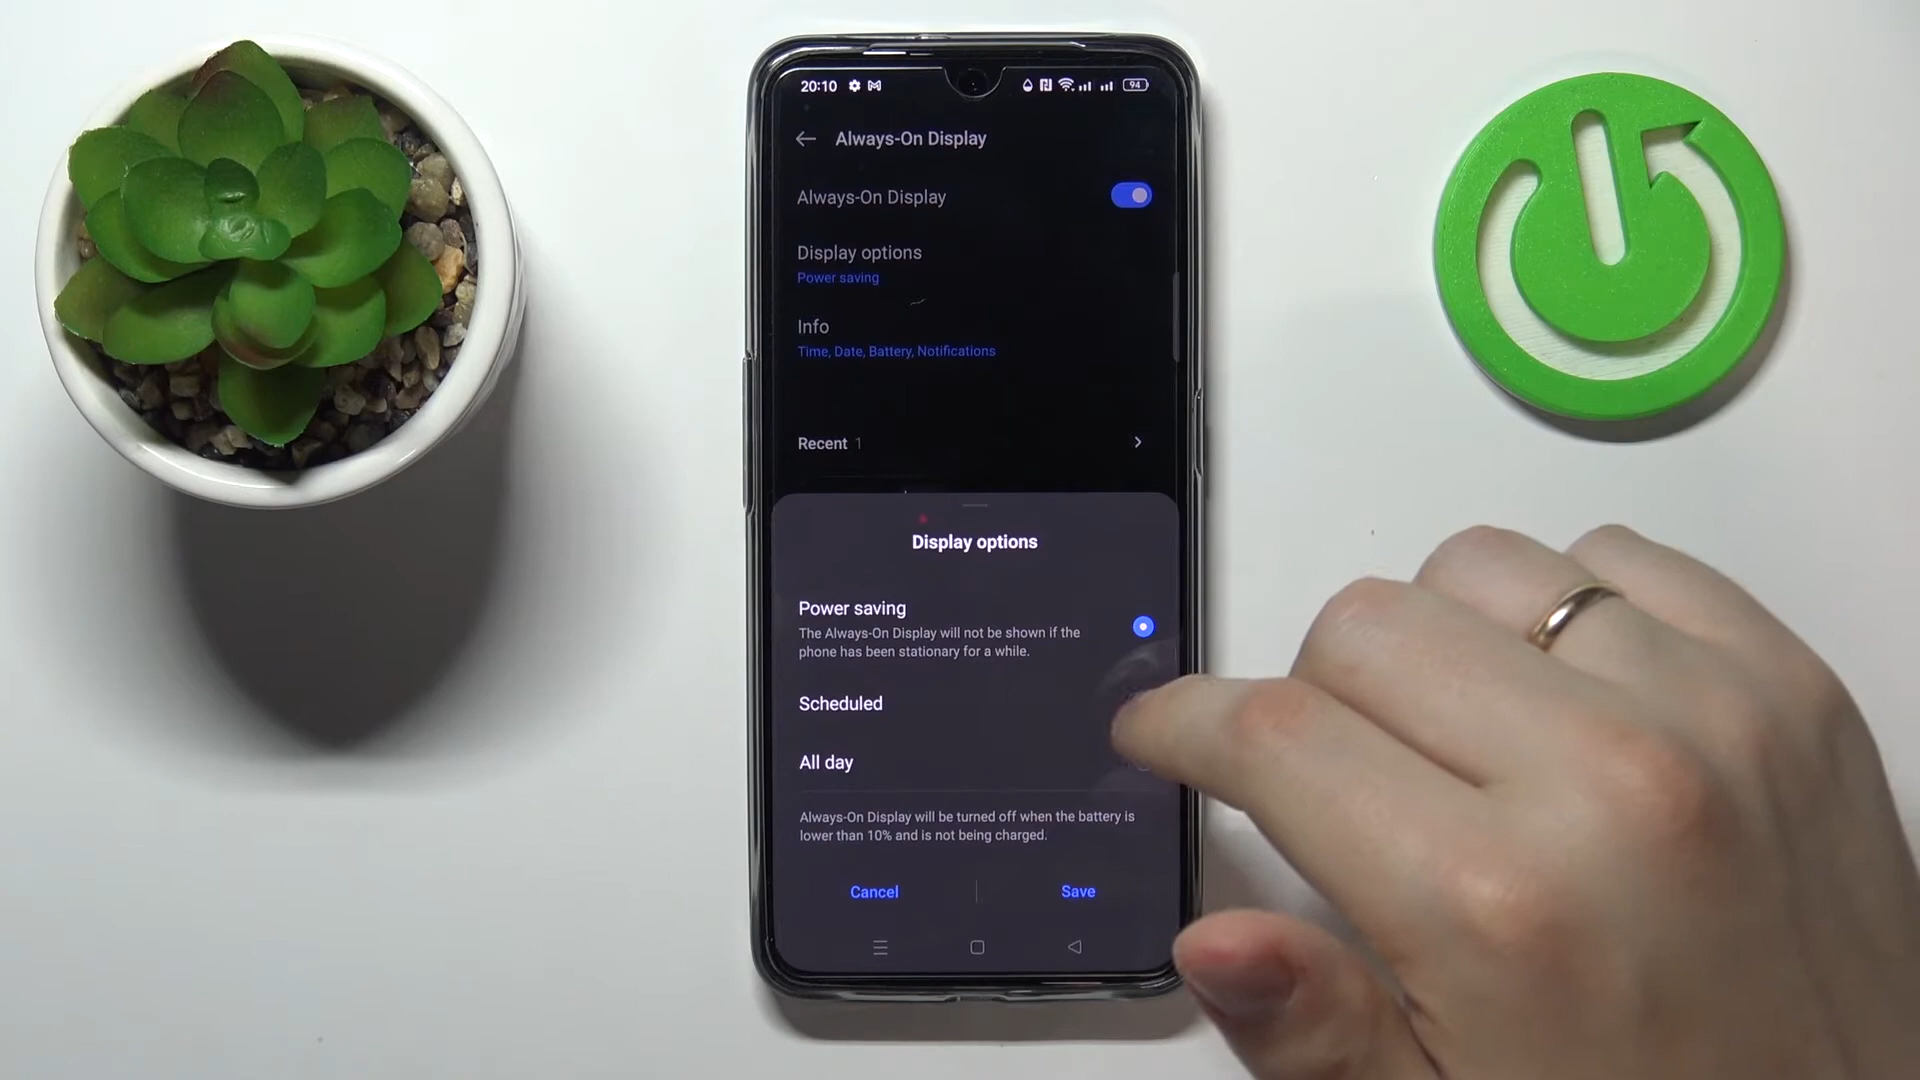 20:10
94
Always-On Display
Always-On Display
Display options
Power saving
Info
Time, Date, Battery, Notifications
Recent 1
Display options
Power saving
The Always-On Display will not be shown if the
phone has been stationary for a while.
Scheduled
All day
Always-On Display will be turned off when the battery is
lower than 10% and is not being charged.
Cancel
Save